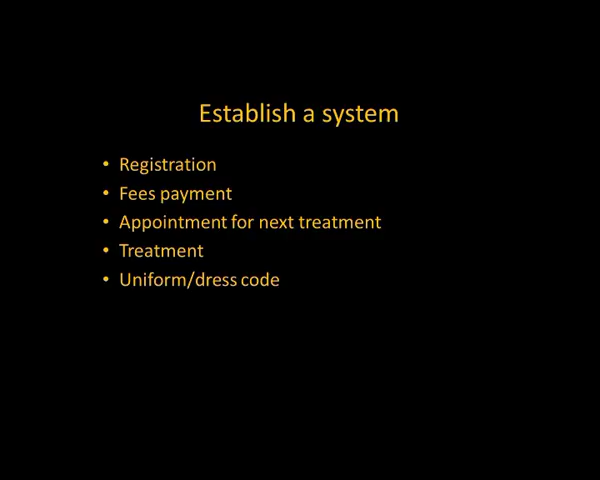 Establish a system
• Registration
• Fees payment
• Appointment for next treatment
• Treatment
• Uniform/dress code